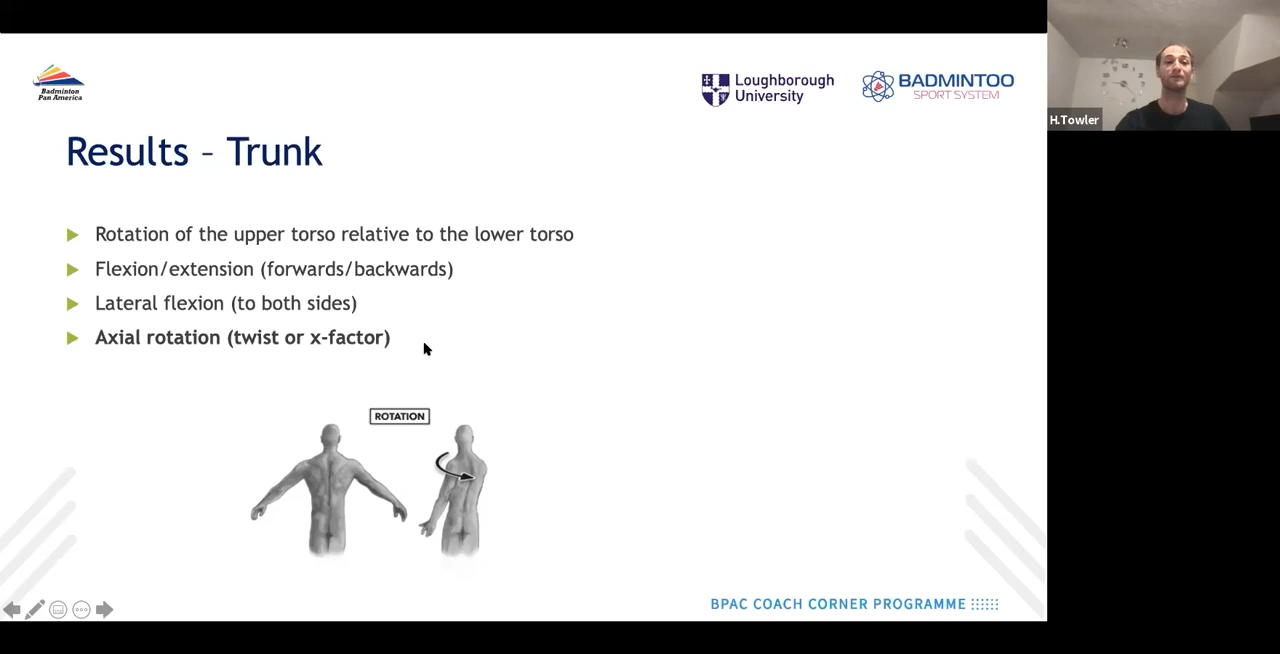 Badminton
Pan America
Loughborough
University
BADMINTOO
SPORT SYSTEM
H.Towler
Results – Trunk
Rotation of the upper torso relative to the lower torso
Flexion/extension (forwards/backwards)
Lateral flexion (to both sides)
Axial rotation (twist or x-factor)
ROTATION
BPAC COACH CORNER PROGRAMME